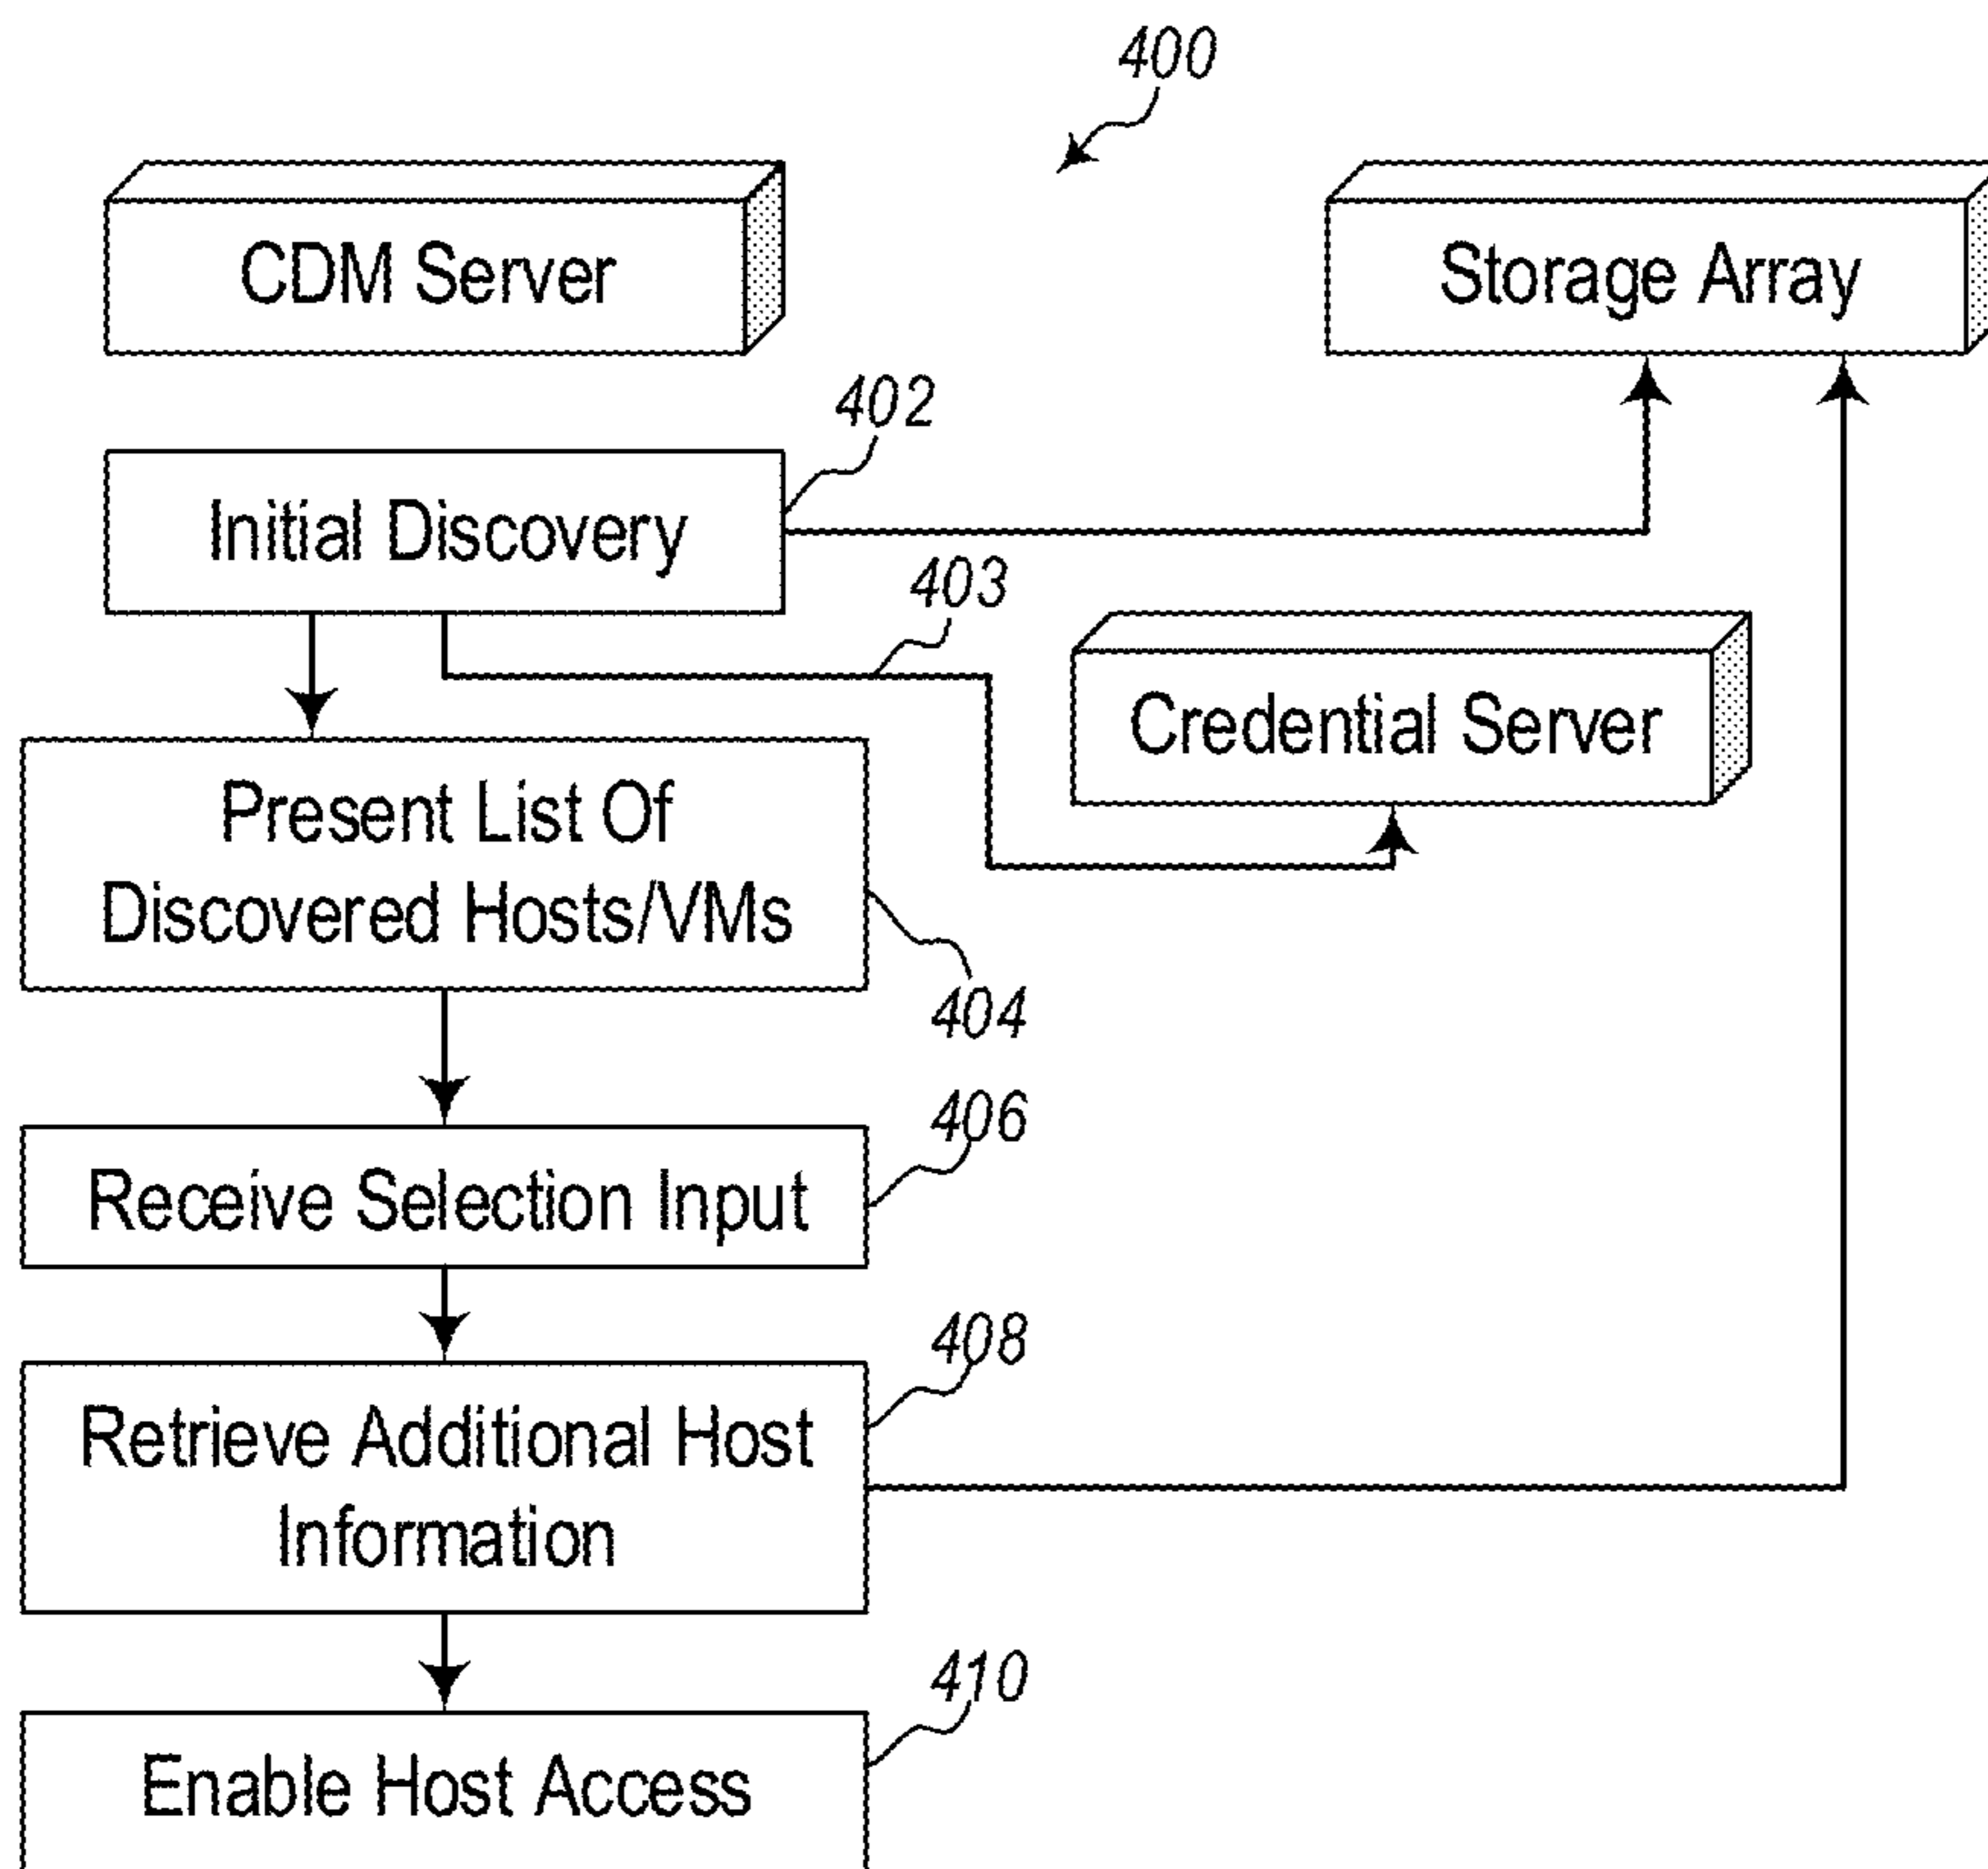 400
CDM Server
Storage Array
402
Initial Discovery
403
Credential Server
Present List Of
Discovered Hosts/VMs
404
406
Receive Selection Input
408
Retrieve Additional Host
Information
410
Enable Host Access